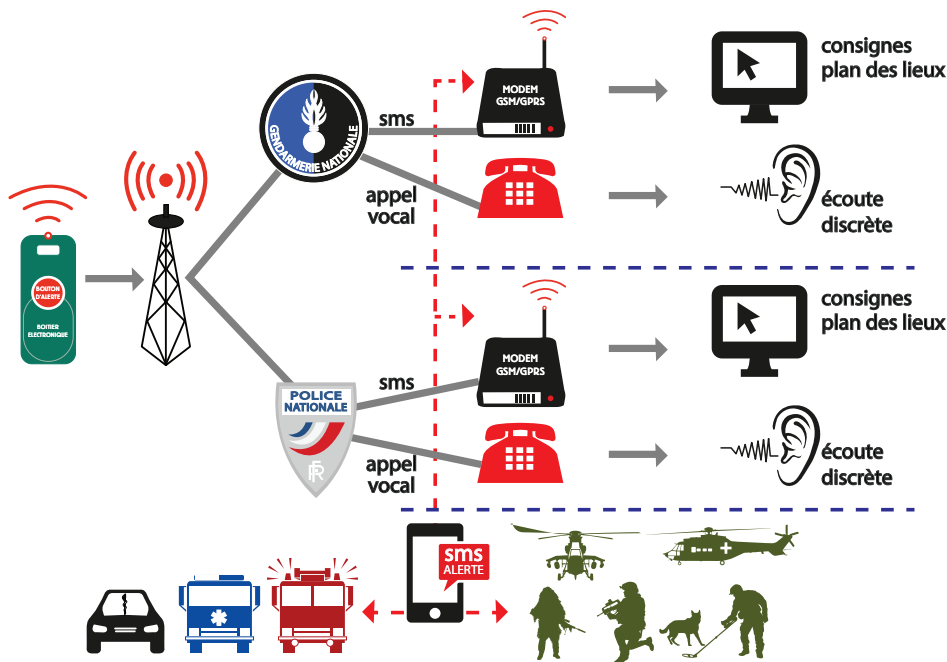 BOUTON
D'ALERTE
BOITIER
ELECTRONIQUE
GENDARMERIE NATIONALE
sms
appel
vocal
MODEM
GSM/GPRS
consignes
plan des lieux
écoute
discrète
POLICE
NATIONALE
RF
sms
appel
vocal
MODEM
GSM/GPRS
consignes
plan des lieux
écoute
discrète
sms
ALERTE